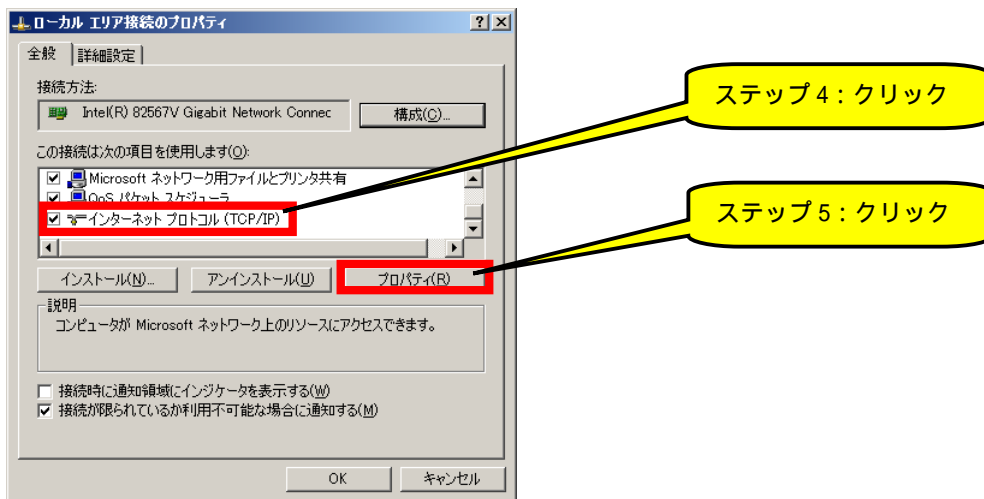 ローカル エリア接続のプロパティ
全般
詳細設定
接続方法:
Intel(R) 82567V Gigabit Network Connec
構成(C)...
この接続は次の項目を使用します(O):
Microsoft ネットワーク用ファイルとプリンタ共有
QoS パケット スケジューラ
インターネット プロトコル (TCP/IP)
インストール(N)...
アンインストール(U)
プロパティ(R)
説明
コンピュータが Microsoft ネットワーク上のリソースにアクセスできます。
接続時に通知領域にインジケータを表示する(W)
接続が限られているか利用不可能な場合に通知する(M)
OK
キャンセル
ステップ4：クリック
ステップ5：クリック